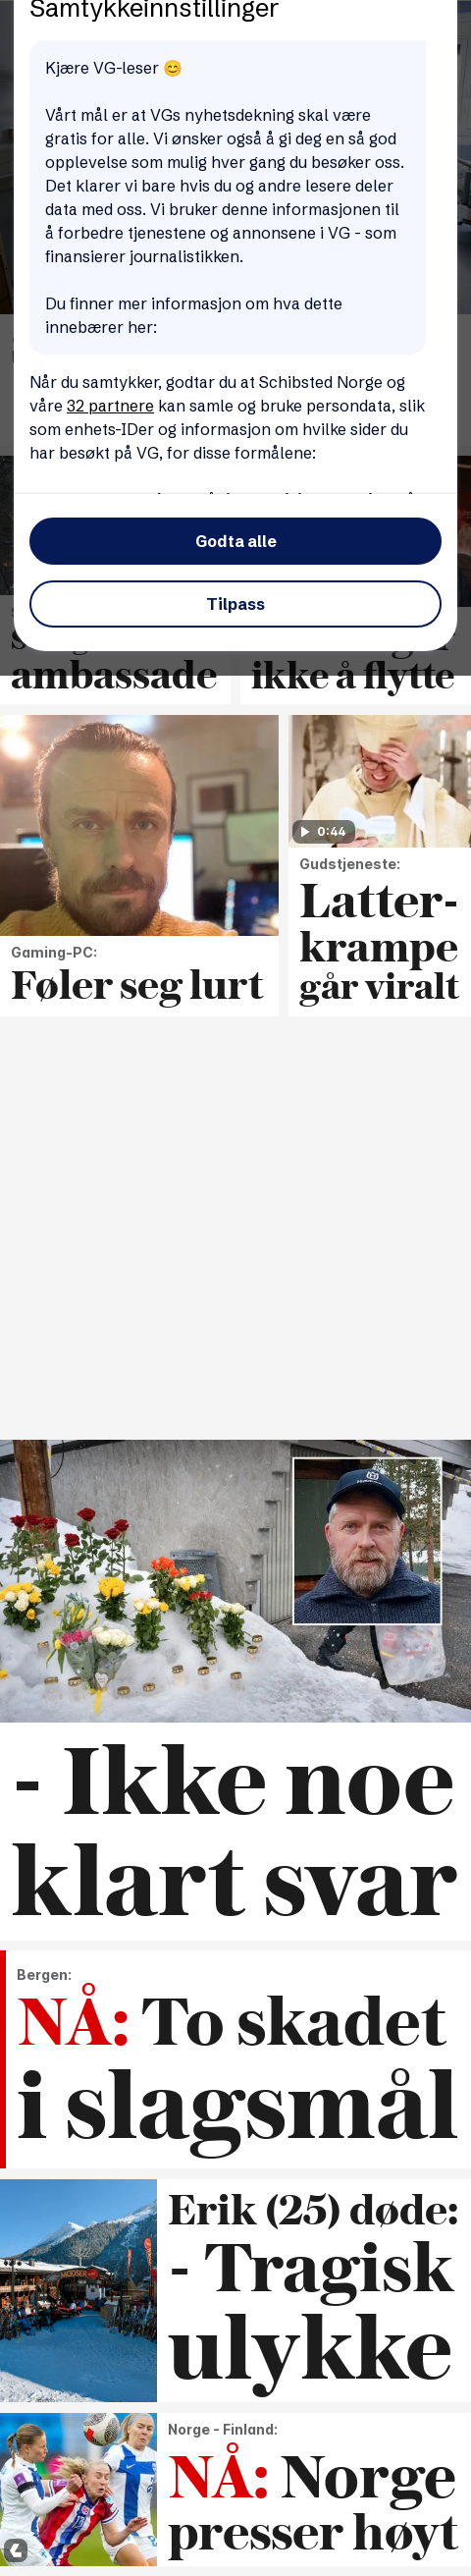 Samtykkeinnstillinger
Kjære VG-leser 😊
Vårt mål er at VGs nyhetsdekning skal være
gratis for alle. Vi ønsker også å gi deg en så god
opplevelse som mulig hver gang du besøker oss.
Det klarer vi bare hvis du og andre lesere deler
data med oss. Vi bruker denne informasjonen til
å forbedre tjenestene og annonsene i VG - som
finansierer journalistikken.
Du finner mer informasjon om hva dette
innebærer her:
Når du samtykker, godtar du at Schibsted Norge og
våre 32 partnere kan samle og bruke persondata, slik
som enhets-IDer og informasjon om hvilke sider du
har besøkt på VG, for disse formålene:
Godta alle
Tilpass
ambassade
ikke å flytte
Gaming-PC:
Føler seg lurt
0:44
Gudstjeneste:
Latter-
krampe
går viralt
- Ikke noe
klart svar
Bergen:
NÅ: To skadet
i slagsmål
Erik (25) døde:
- Tragisk
ulykke
Norge - Finland:
NÅ: Norge
presser høyt